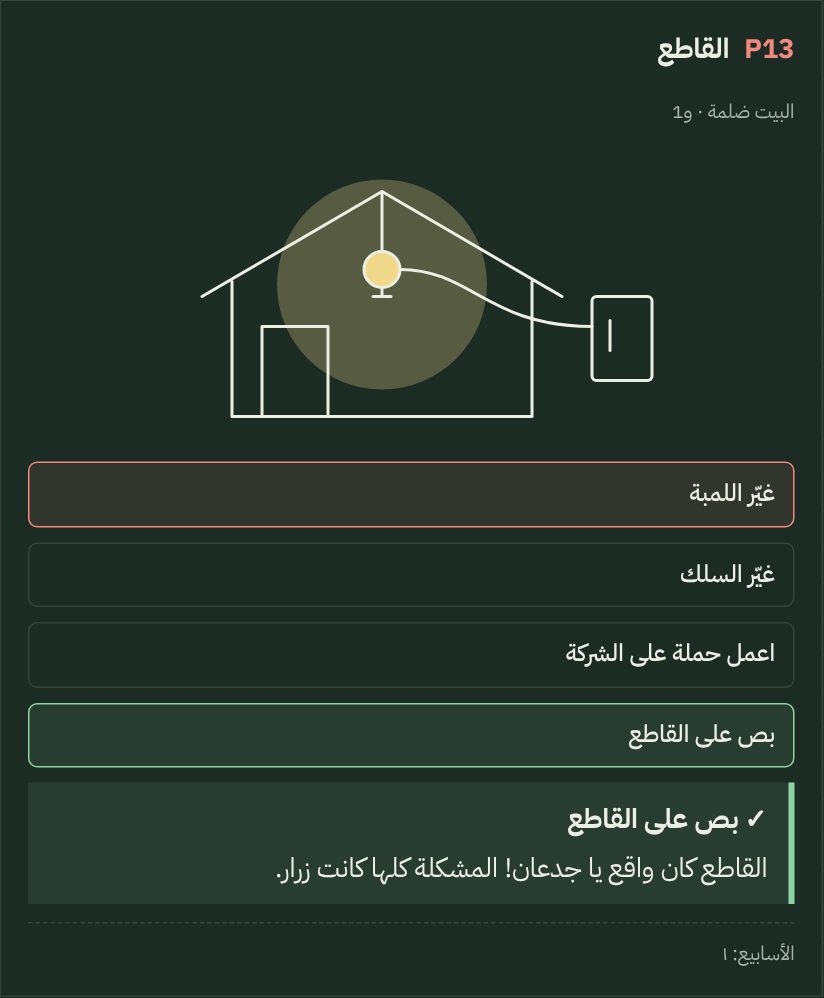 P13 القاطع
البيت ضلمة · و1
غيّر اللمبة
غيّر السلك
اعمل حملة على الشركة
بص على القاطع
✓ بص على القاطع
القاطع كان واقع يا جدعان! المشكلة كلها كانت زرار.
الأسابيع: ١